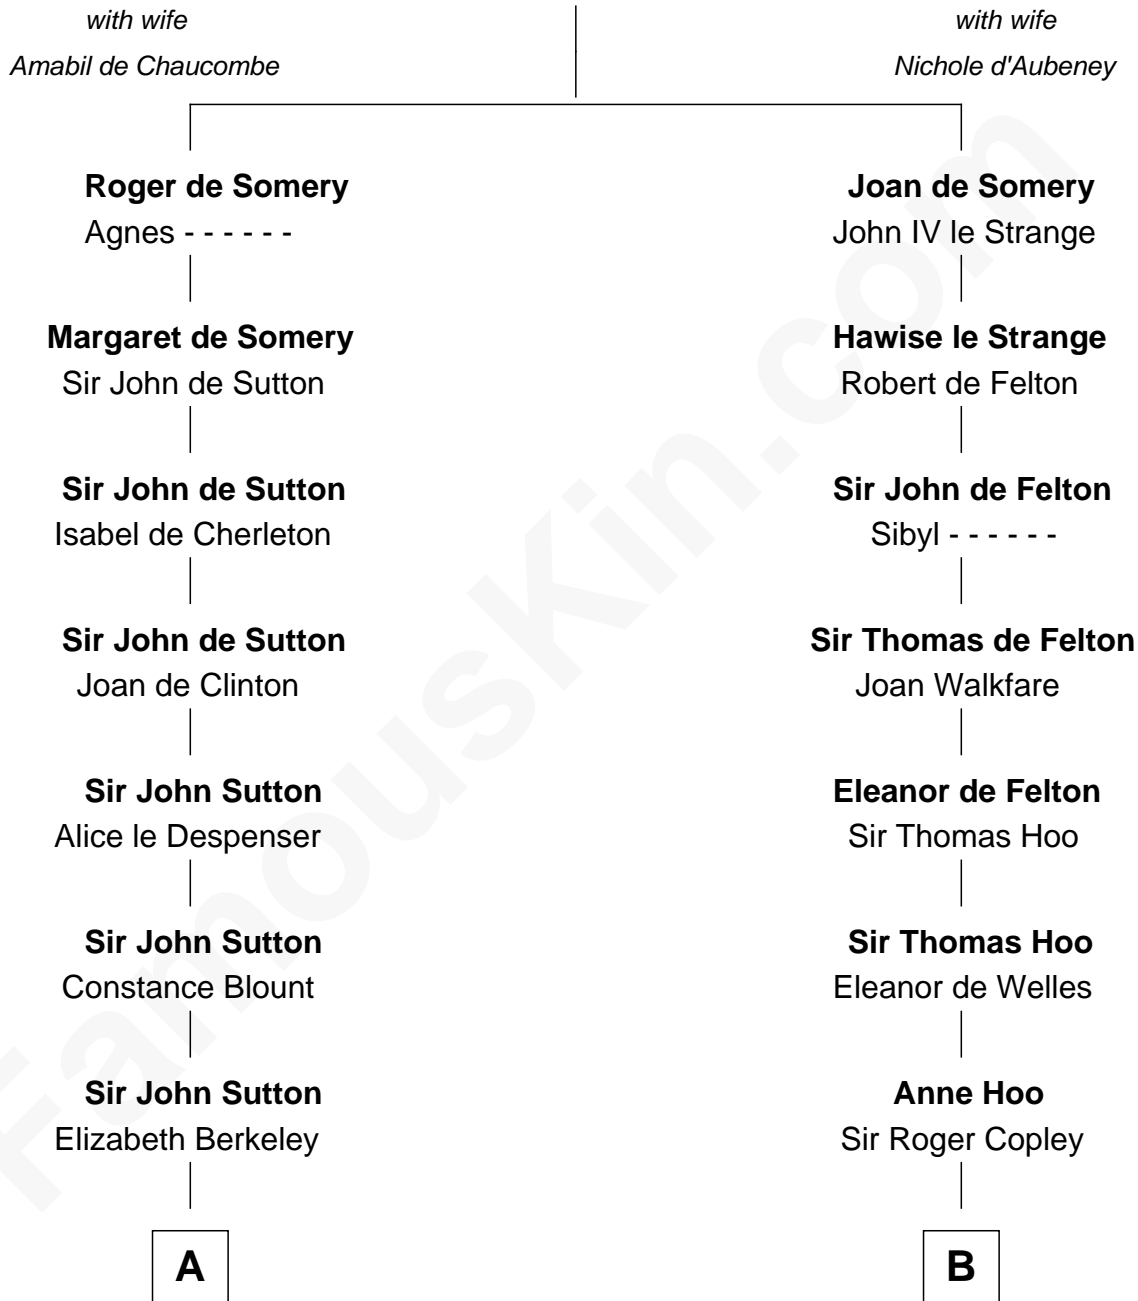 with wife
Amabil de Chaucombe
with wife
Nichole d'Aubeney
Roger de Somery
Agnes - - - - - -
Joan de Somery
John IV le Strange
Margaret de Somery
Sir John de Sutton
Hawise le Strange
Robert de Felton
Sir John de Sutton
Isabel de Cherleton
Sir John de Felton
Sibyl - - - - - -
Sir John de Sutton
Joan de Clinton
Sir Thomas de Felton
Joan Walkfare
Sir John Sutton
Alice le Despenser
Eleanor de Felton
Sir Thomas Hoo
Sir John Sutton
Constance Blount
Sir Thomas Hoo
Eleanor de Welles
Sir John Sutton
Elizabeth Berkeley
Anne Hoo
Sir Roger Copley
A
B
FamousKin.com